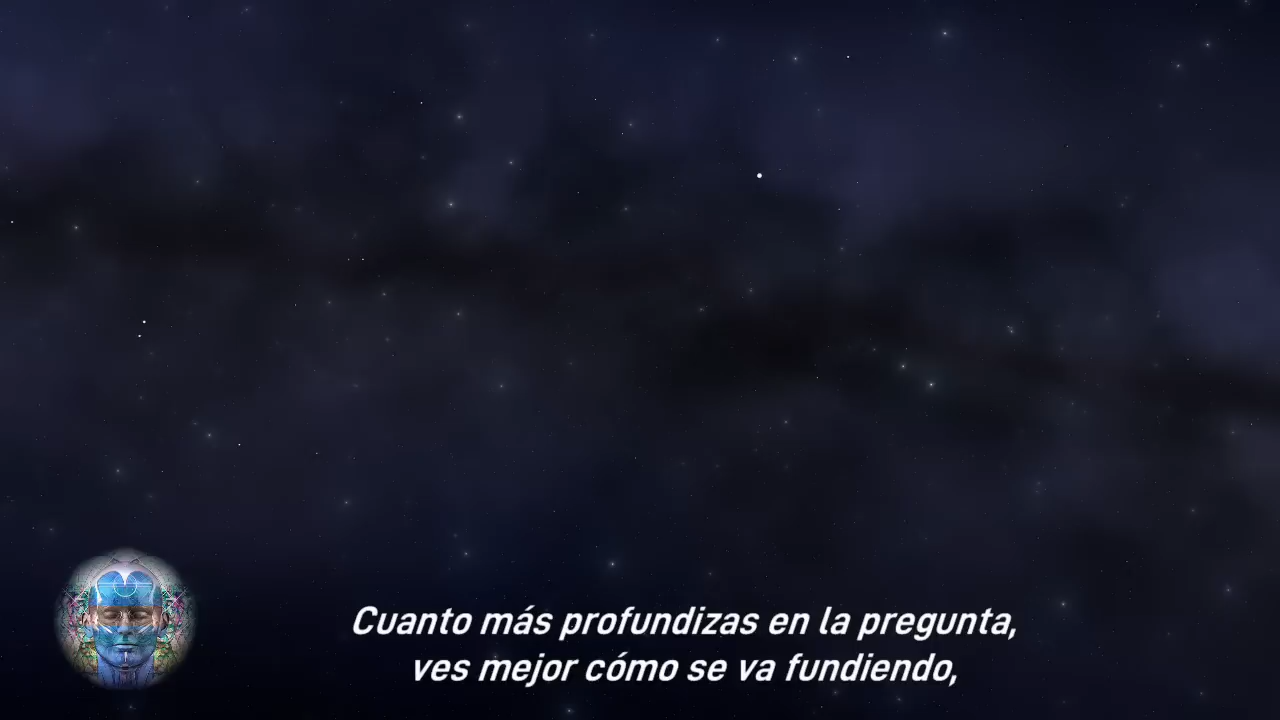 Cuanto más profundizas en la pregunta,
ves mejor cómo se va fundiendo,